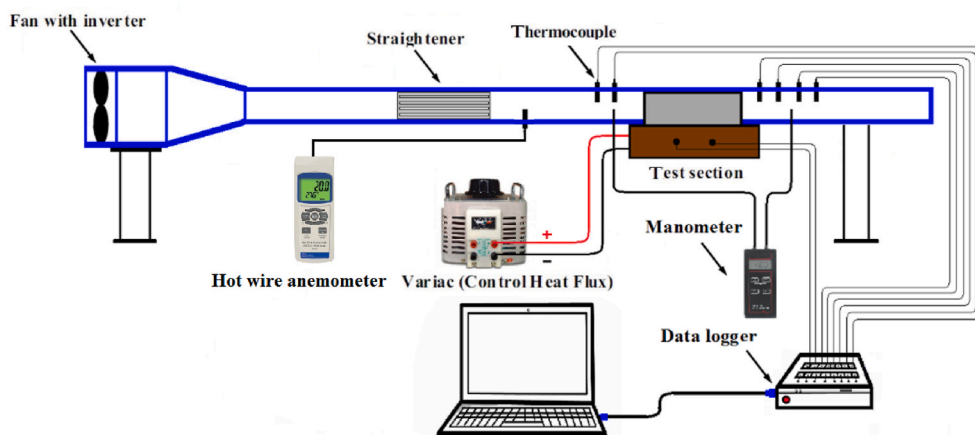 Fan with inverter
Straightener
Thermocouple
Test section
+
−
Manometer
Hot wire anemometer
Variac (Control Heat Flux)
Data logger